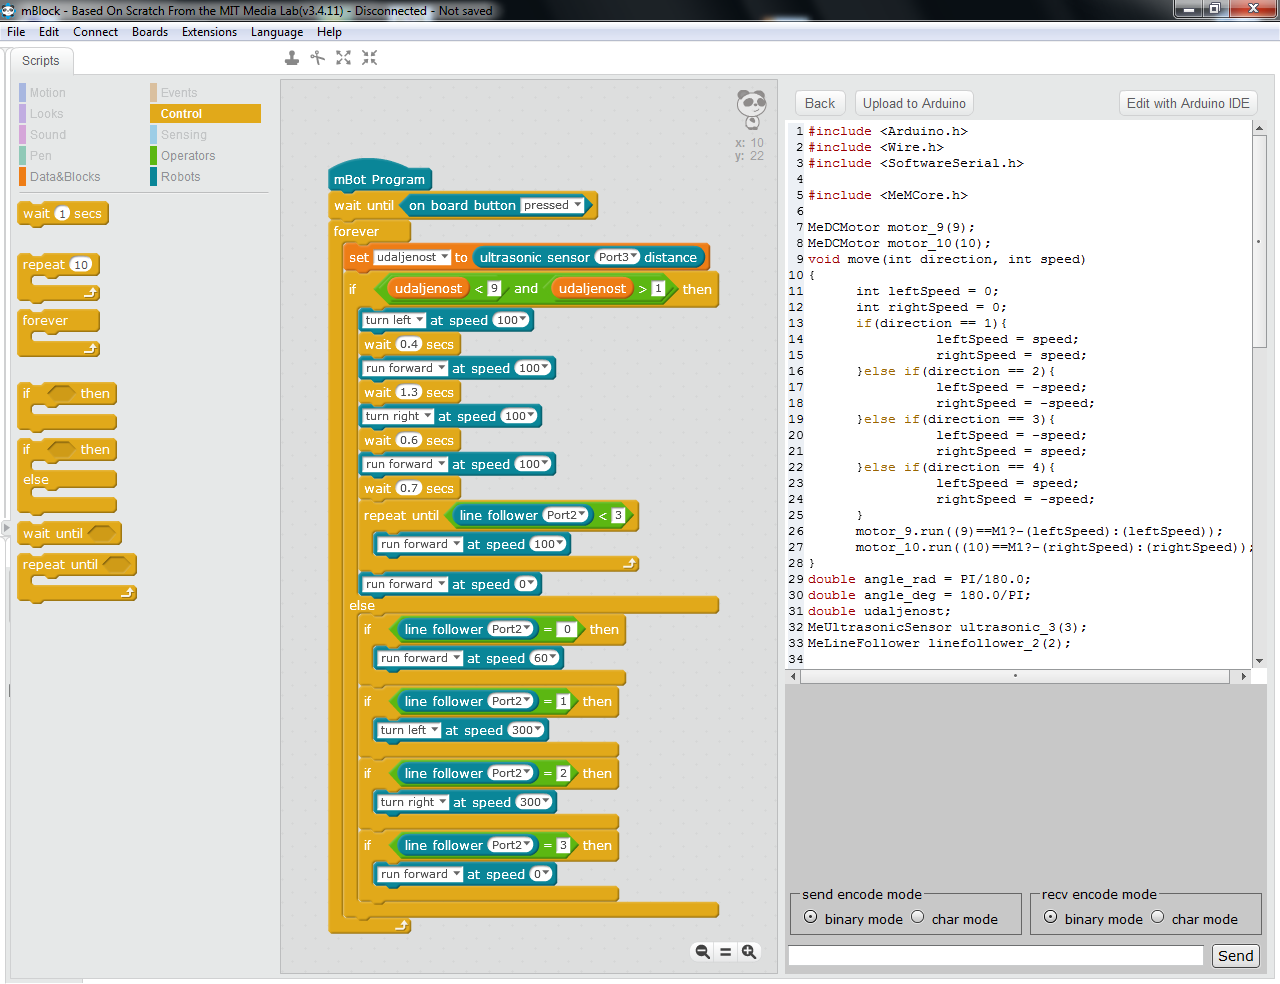 mBlock - Based On Scratch From the MIT Media Lab(v3.4.11) - Disconnected - Not saved
File Edit Connect Boards Extensions Language Help
Scripts
Motion Events
Looks Control
Sound Sensing
Pen Operators
Data&Blocks Robots
wait 1 secs
repeat 10
forever
if then
if then
else
wait until
repeat until
x: 10
y: 22
mBot Program
wait until on board button pressed
forever
set udaljenost to ultrasonic sensor Port3 distance
if udaljenost < 9 and udaljenost > 1 then
turn left at speed 100
wait 0.4 secs
run forward at speed 100
wait 1.3 secs
turn right at speed 100
wait 0.6 secs
run forward at speed 100
wait 0.7 secs
repeat until line follower Port2 < 3
run forward at speed 100
run forward at speed 0
else
if line follower Port2 = 0 then
run forward at speed 60
if line follower Port2 = 1 then
turn left at speed 300
if line follower Port2 = 2 then
turn right at speed 300
if line follower Port2 = 3 then
run forward at speed 0
Back Upload to Arduino Edit with Arduino IDE
1 #include <Arduino.h>
2 #include <Wire.h>
3 #include <SoftwareSerial.h>
4
5 #include <MeMCore.h>
6
7 MeDCMotor motor_9(9);
8 MeDCMotor motor_10(10);
9 void move(int direction, int speed)
10 {
11 int leftSpeed = 0;
12 int rightSpeed = 0;
13 if(direction == 1){
14 leftSpeed = speed;
15 rightSpeed = speed;
16 }else if(direction == 2){
17 leftSpeed = -speed;
18 rightSpeed = -speed;
19 }else if(direction == 3){
20 leftSpeed = -speed;
21 rightSpeed = speed;
22 }else if(direction == 4){
23 leftSpeed = speed;
24 rightSpeed = -speed;
25 }
26 motor_9.run((9)==M1?-(leftSpeed):(leftSpeed));
27 motor_10.run((10)==M1?-(rightSpeed):(rightSpeed));
28 }
29 double angle_rad = PI/180.0;
30 double angle_deg = 180.0/PI;
31 double udaljenost;
32 MeUltrasonicSensor ultrasonic_3(3);
33 MeLineFollower linefollower_2(2);
34
send encode mode recv encode mode
binary mode char mode binary mode char mode
Send